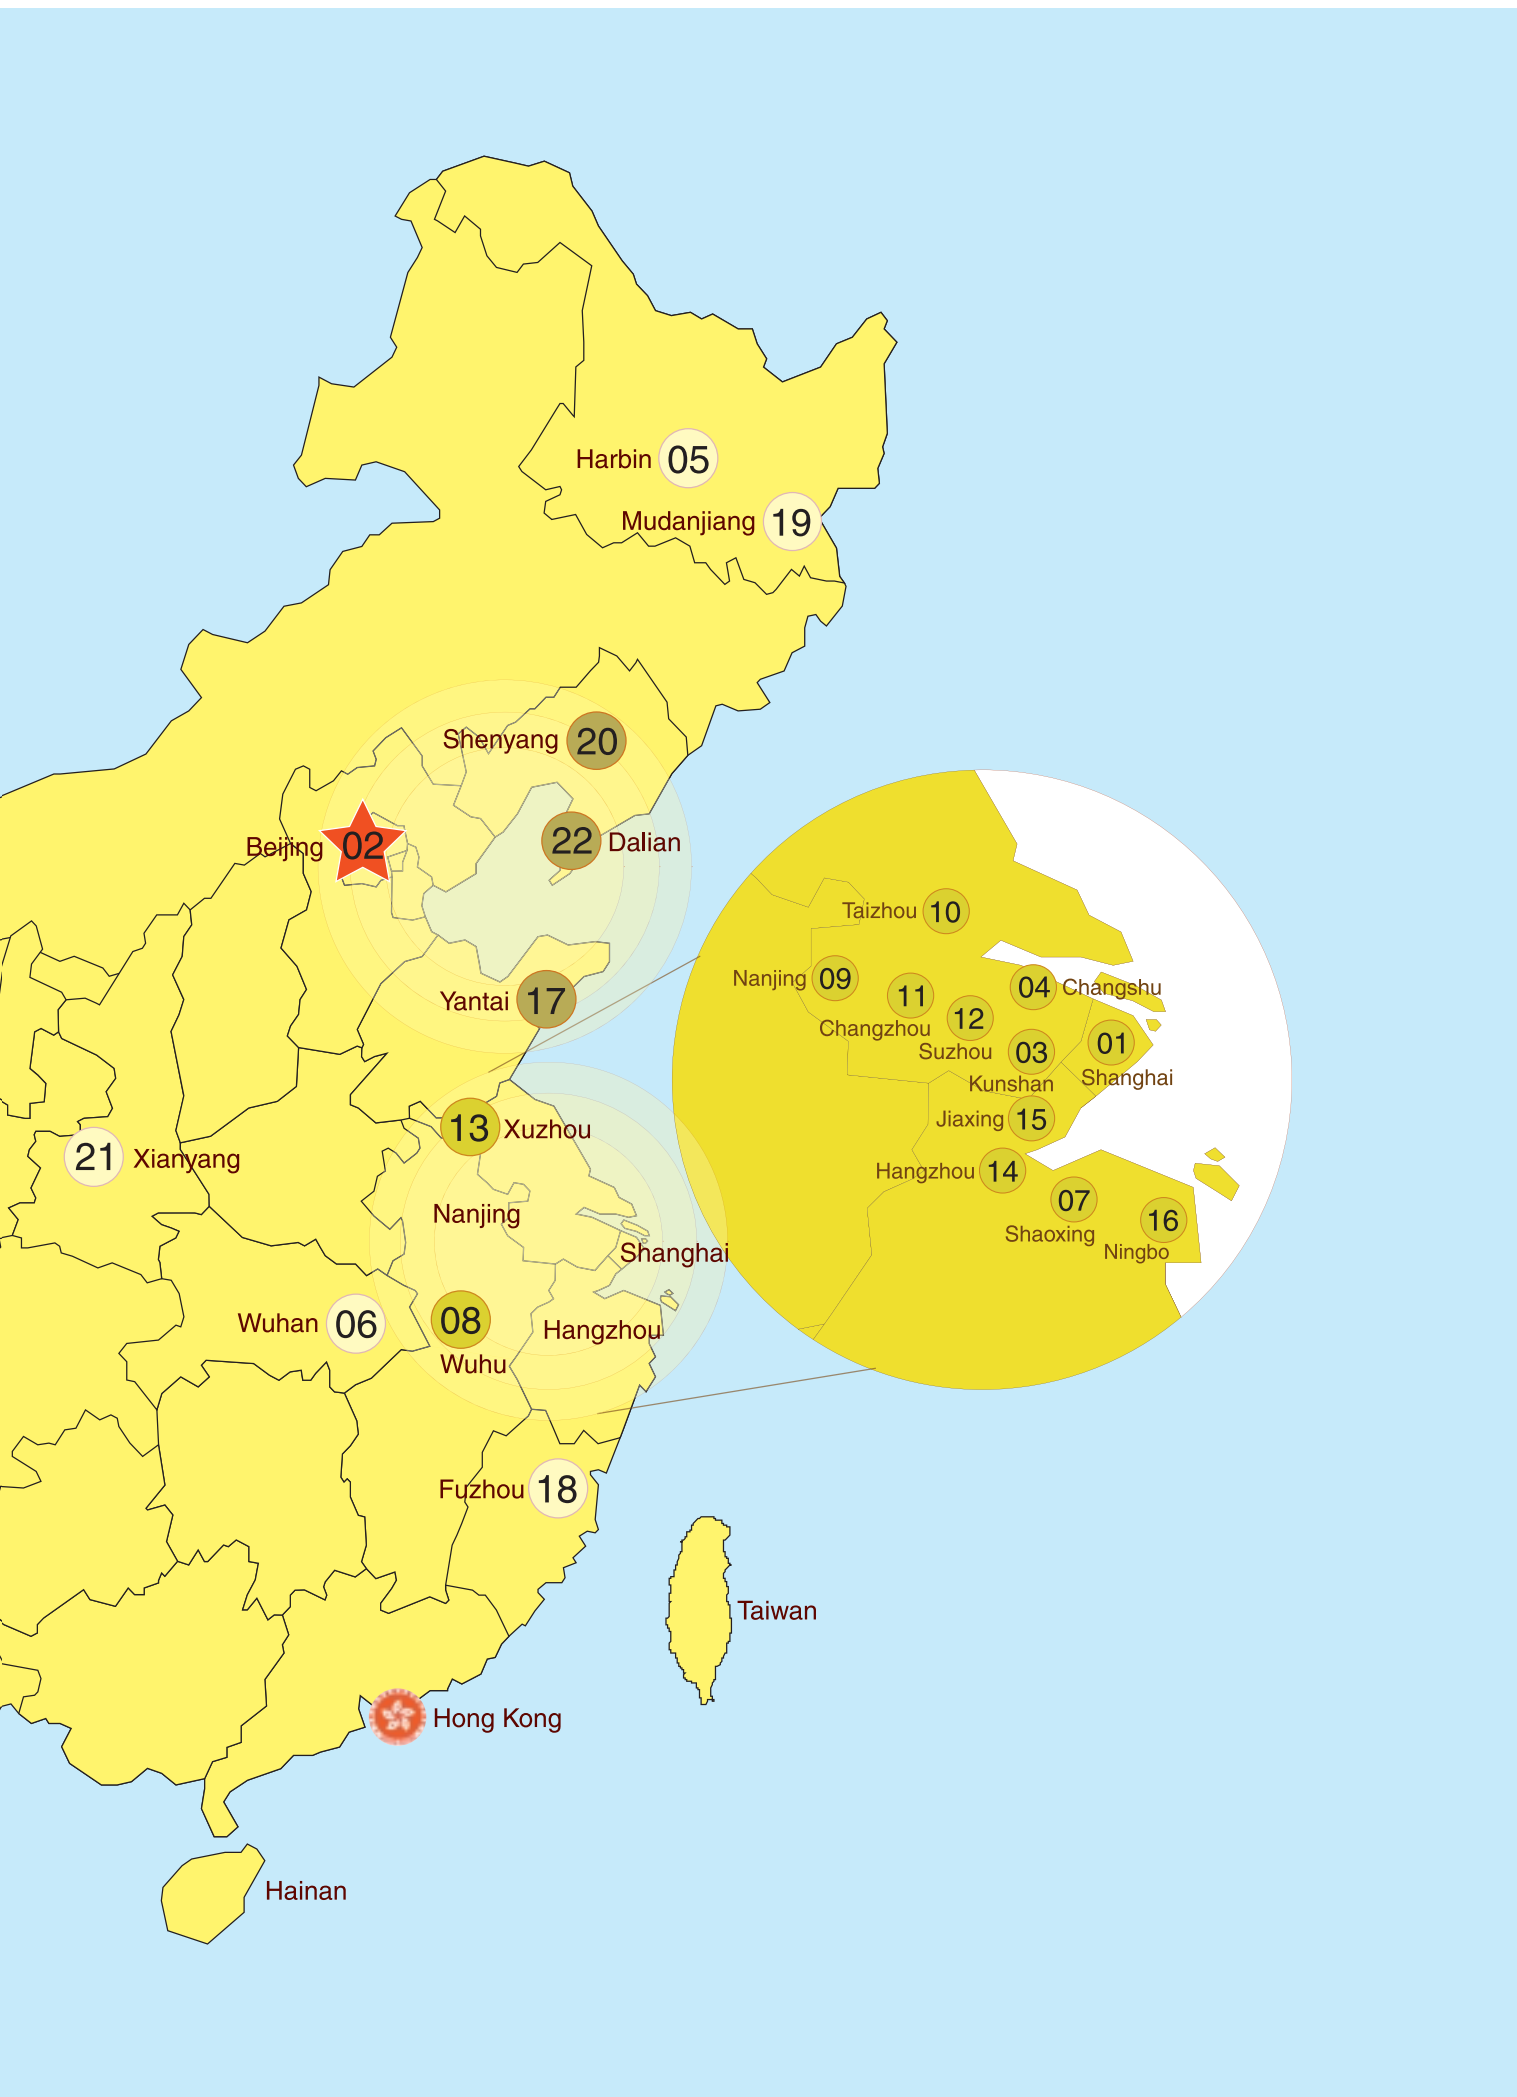 Harbin 05
Mudanjiang 19
Shenyang 20
Beijing 02
22 Dalian
Yantai 17
13 Xuzhou
21 Xianyang
Nanjing
Shanghai
Wuhan 06
08
Wuhu
Hangzhou
Fuzhou 18
Taiwan
Hong Kong
Hainan
Taizhou 10
Nanjing 09
11
Changzhou
04 Changshu
12
Suzhou
03
Kunshan
01
Shanghai
Jiaxing 15
Hangzhou 14
07
Shaoxing
16
Ningbo